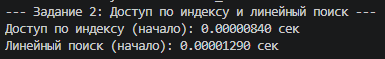 --- Задание 2: Доступ по индексу и линейный поиск ---
Доступ по индексу (начало): 0.00000840 сек
Линейный поиск (начало): 0.00001290 сек